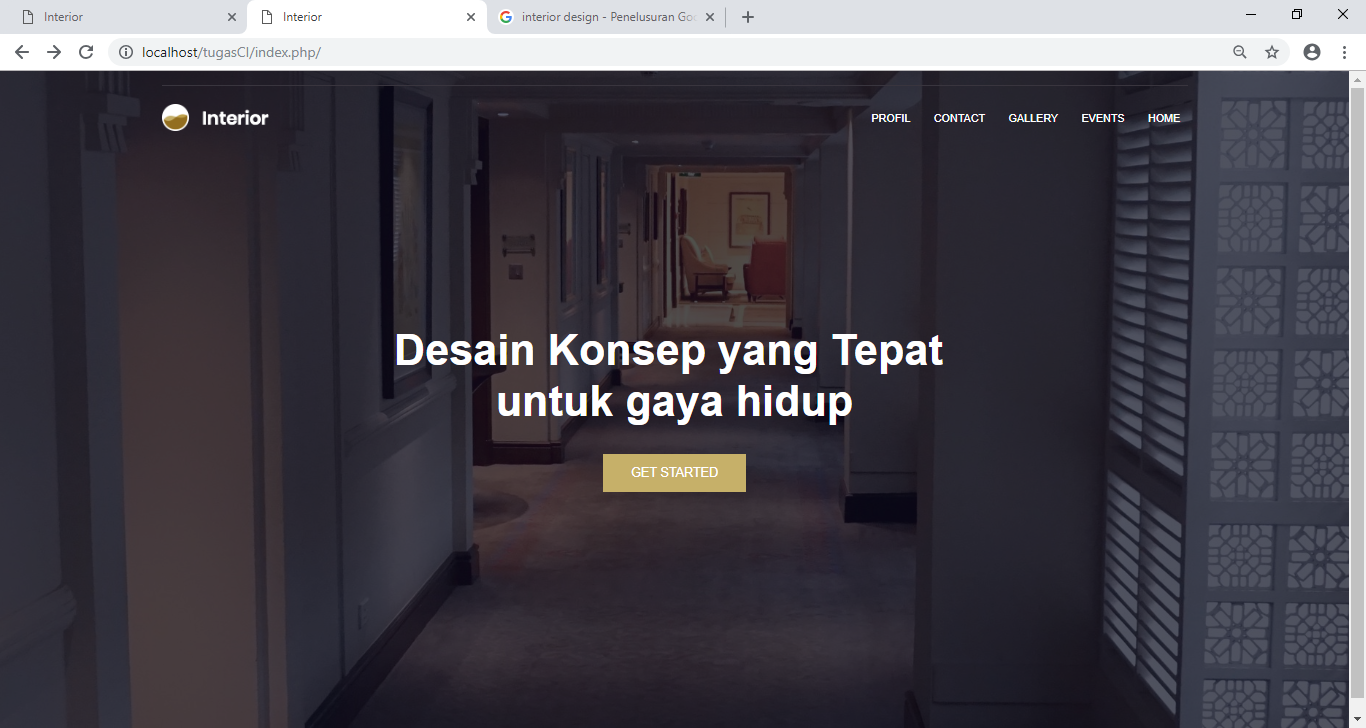 Interior
Interior
interior design - Penelusuran Goo
localhost/tugasCI/index.php/
Interior
PROFIL CONTACT GALLERY EVENTS HOME
Desain Konsep yang Tepat
untuk gaya hidup
GET STARTED